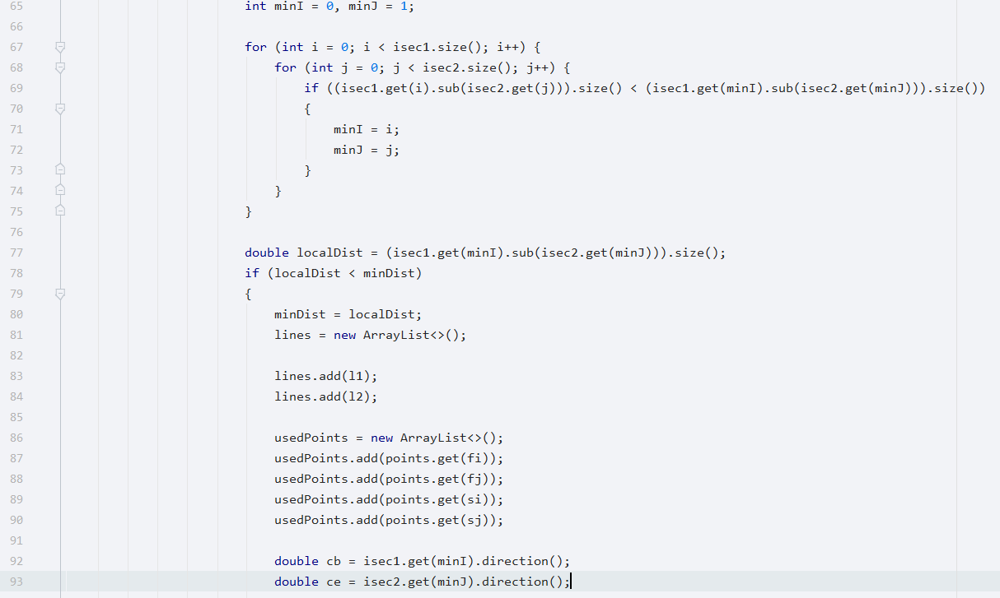 65 int minI = 0, minJ = 1;
66
67 for (int i = 0; i < isec1.size(); i++) {
68 for (int j = 0; j < isec2.size(); j++) {
69 if ((isec1.get(i).sub(isec2.get(j))).size() < (isec1.get(minI).sub(isec2.get(minJ))).size())
70 {
71 minI = i;
72 minJ = j;
73 }
74 }
75 }
76
77 double localDist = (isec1.get(minI).sub(isec2.get(minJ))).size();
78 if (localDist < minDist)
79 {
80 minDist = localDist;
81 lines = new ArrayList<>();
82
83 lines.add(l1);
84 lines.add(l2);
85
86 usedPoints = new ArrayList<>();
87 usedPoints.add(points.get(fi));
88 usedPoints.add(points.get(fj));
89 usedPoints.add(points.get(si));
90 usedPoints.add(points.get(sj));
91
92 double cb = isec1.get(minI).direction();
93 double ce = isec2.get(minJ).direction();